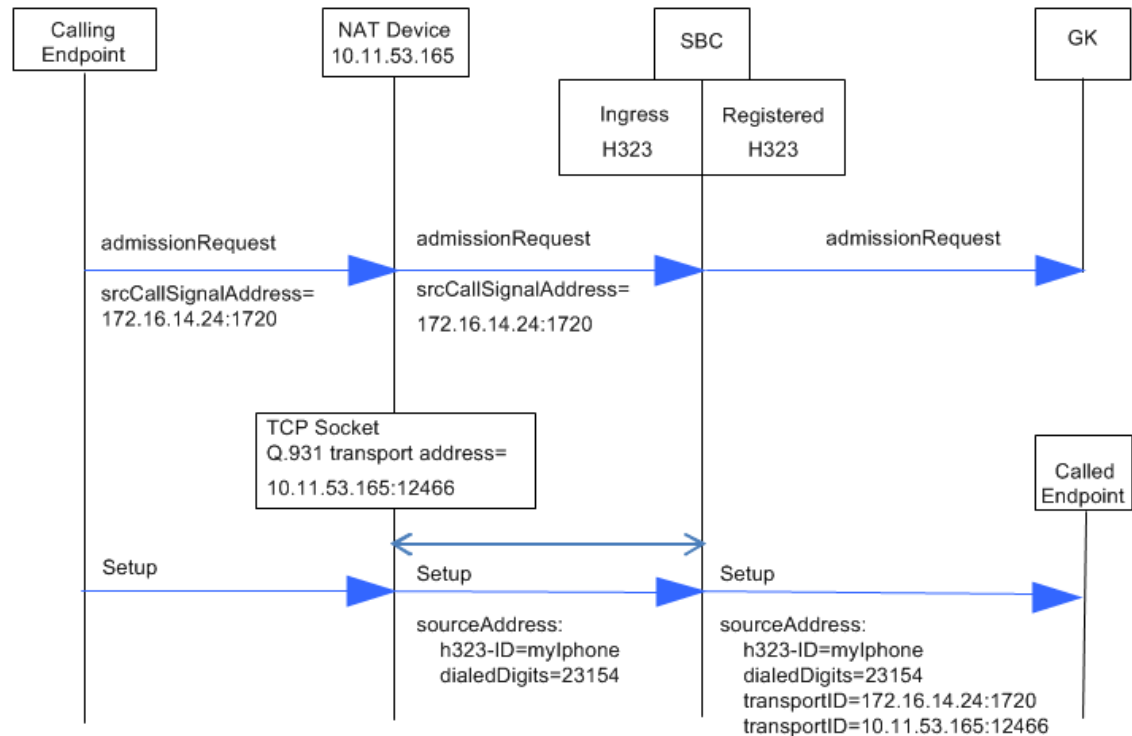 Calling
Endpoint
NAT Device
10.11.53.165
SBC
GK
Ingress
H323
Registered
H323
admissionRequest
admissionRequest
admissionRequest
srcCallSignalAddress=
172.16.14.24:1720
srcCallSignalAddress=
172.16.14.24:1720
TCP Socket
Q.931 transport address=
10.11.53.165:12466
Called
Endpoint
Setup
Setup
Setup
sourceAddress:
h323-ID=myIphone
dialedDigits=23154
sourceAddress:
h323-ID=myIphone
dialedDigits=23154
transportID=172.16.14.24:1720
transportID=10.11.53.165:12466